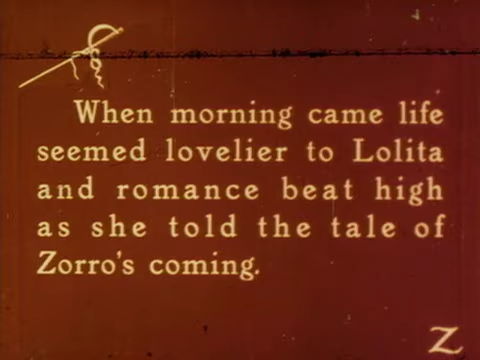 When morning came life
seemed lovelier to Lolita
and romance beat high
as she told the tale of
Zorro's coming.
Z